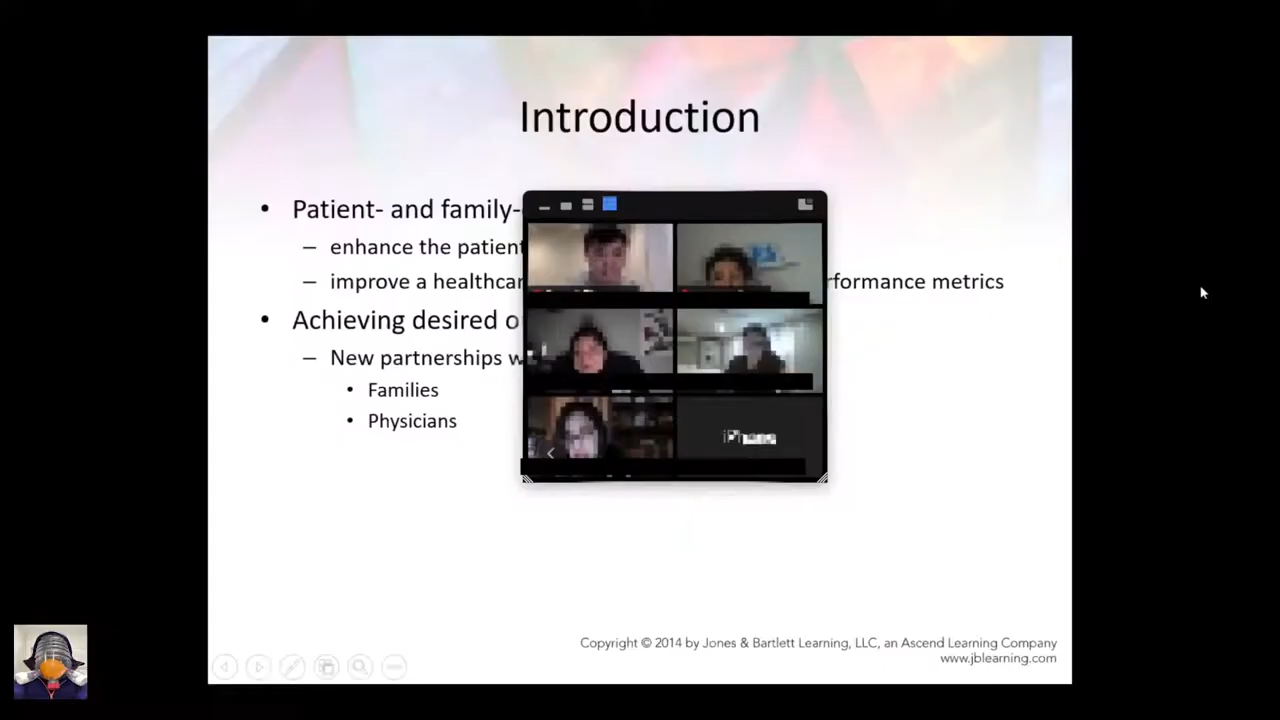 Introduction
• Patient- and family-
– enhance the patient
– improve a healthcar rformance metrics
• Achieving desired o
– New partnerships w
• Families
• Physicians
Copyright © 2014 by Jones & Bartlett Learning, LLC, an Ascend Learning Company
www.jblearning.com